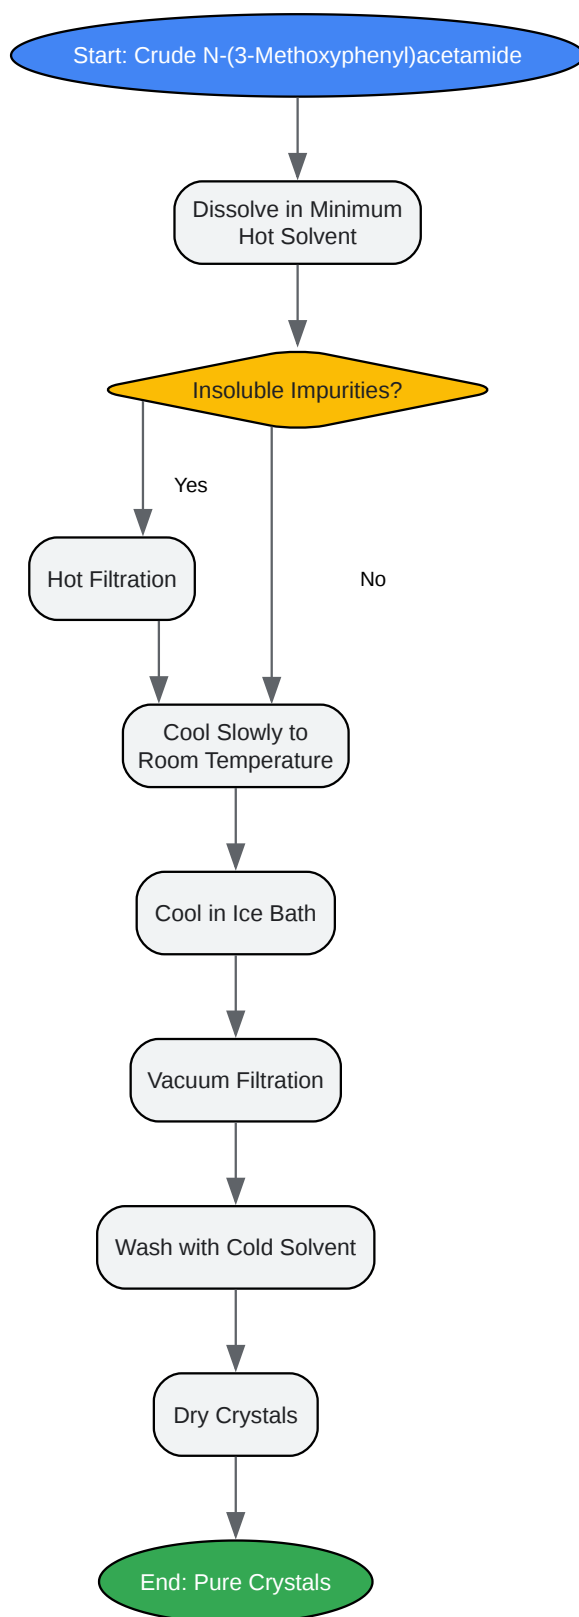 Start: Crude N-(3-Methoxyphenyl)acetamide
Dissolve in Minimum
Hot Solvent
Insoluble Impurities?
Yes
Hot Filtration
No
Cool Slowly to
Room Temperature
Cool in Ice Bath
Vacuum Filtration
Wash with Cold Solvent
Dry Crystals
End: Pure Crystals